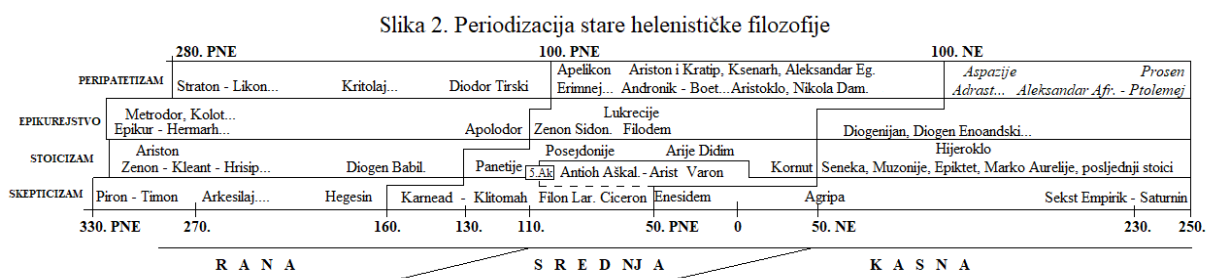 Slika 2. Periodizacija stare helenističke filozofije
280. PNE 100. PNE 100. NE
PERIPATETIZAM
Apelikon Ariston i Kratip, Ksenarh, Aleksandar Eg. Aspazije Prosen
Straton - Likon... Kritolaj... Diodor Tirski Erimnej... Andronik - Boet...Aristoklo, Nikola Dam. Adrast... Aleksandar Afr. - Ptolemej
EPIKUREJSTVO
Metrodor, Kolot... Lukrecije
Epikur - Hermarh... Apolodor Zenon Sidon. Filodem Diogenijan, Diogen Enoandski...
STOICIZAM
Ariston Posejdonije Arije Didim Hijeroklo
Zenon - Kleant - Hrisip... Diogen Babil. Panetije 5.Ak Antioh Aškal.- Arist Varon Kornut Seneka, Muzonije, Epiktet, Marko Aurelije, posljednji stoici
SKEPTICIZAM
Piron - Timon Arkesilaj.... Hegesin Karnead - Klitomah Filon Lar. Ciceron Enesidem Agripa Sekst Empirik - Saturnin
330. PNE 270. 160. 130. 110. 50. PNE 0 50. NE 230. 250.
R A N A S R E D NJ A K A S N A